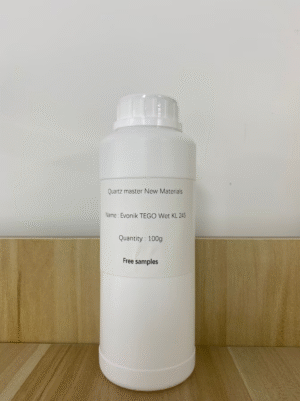 Quartz master New Materials
Name: Evonik TEGO Wet KL 245
Quantity: 100g
Free samples